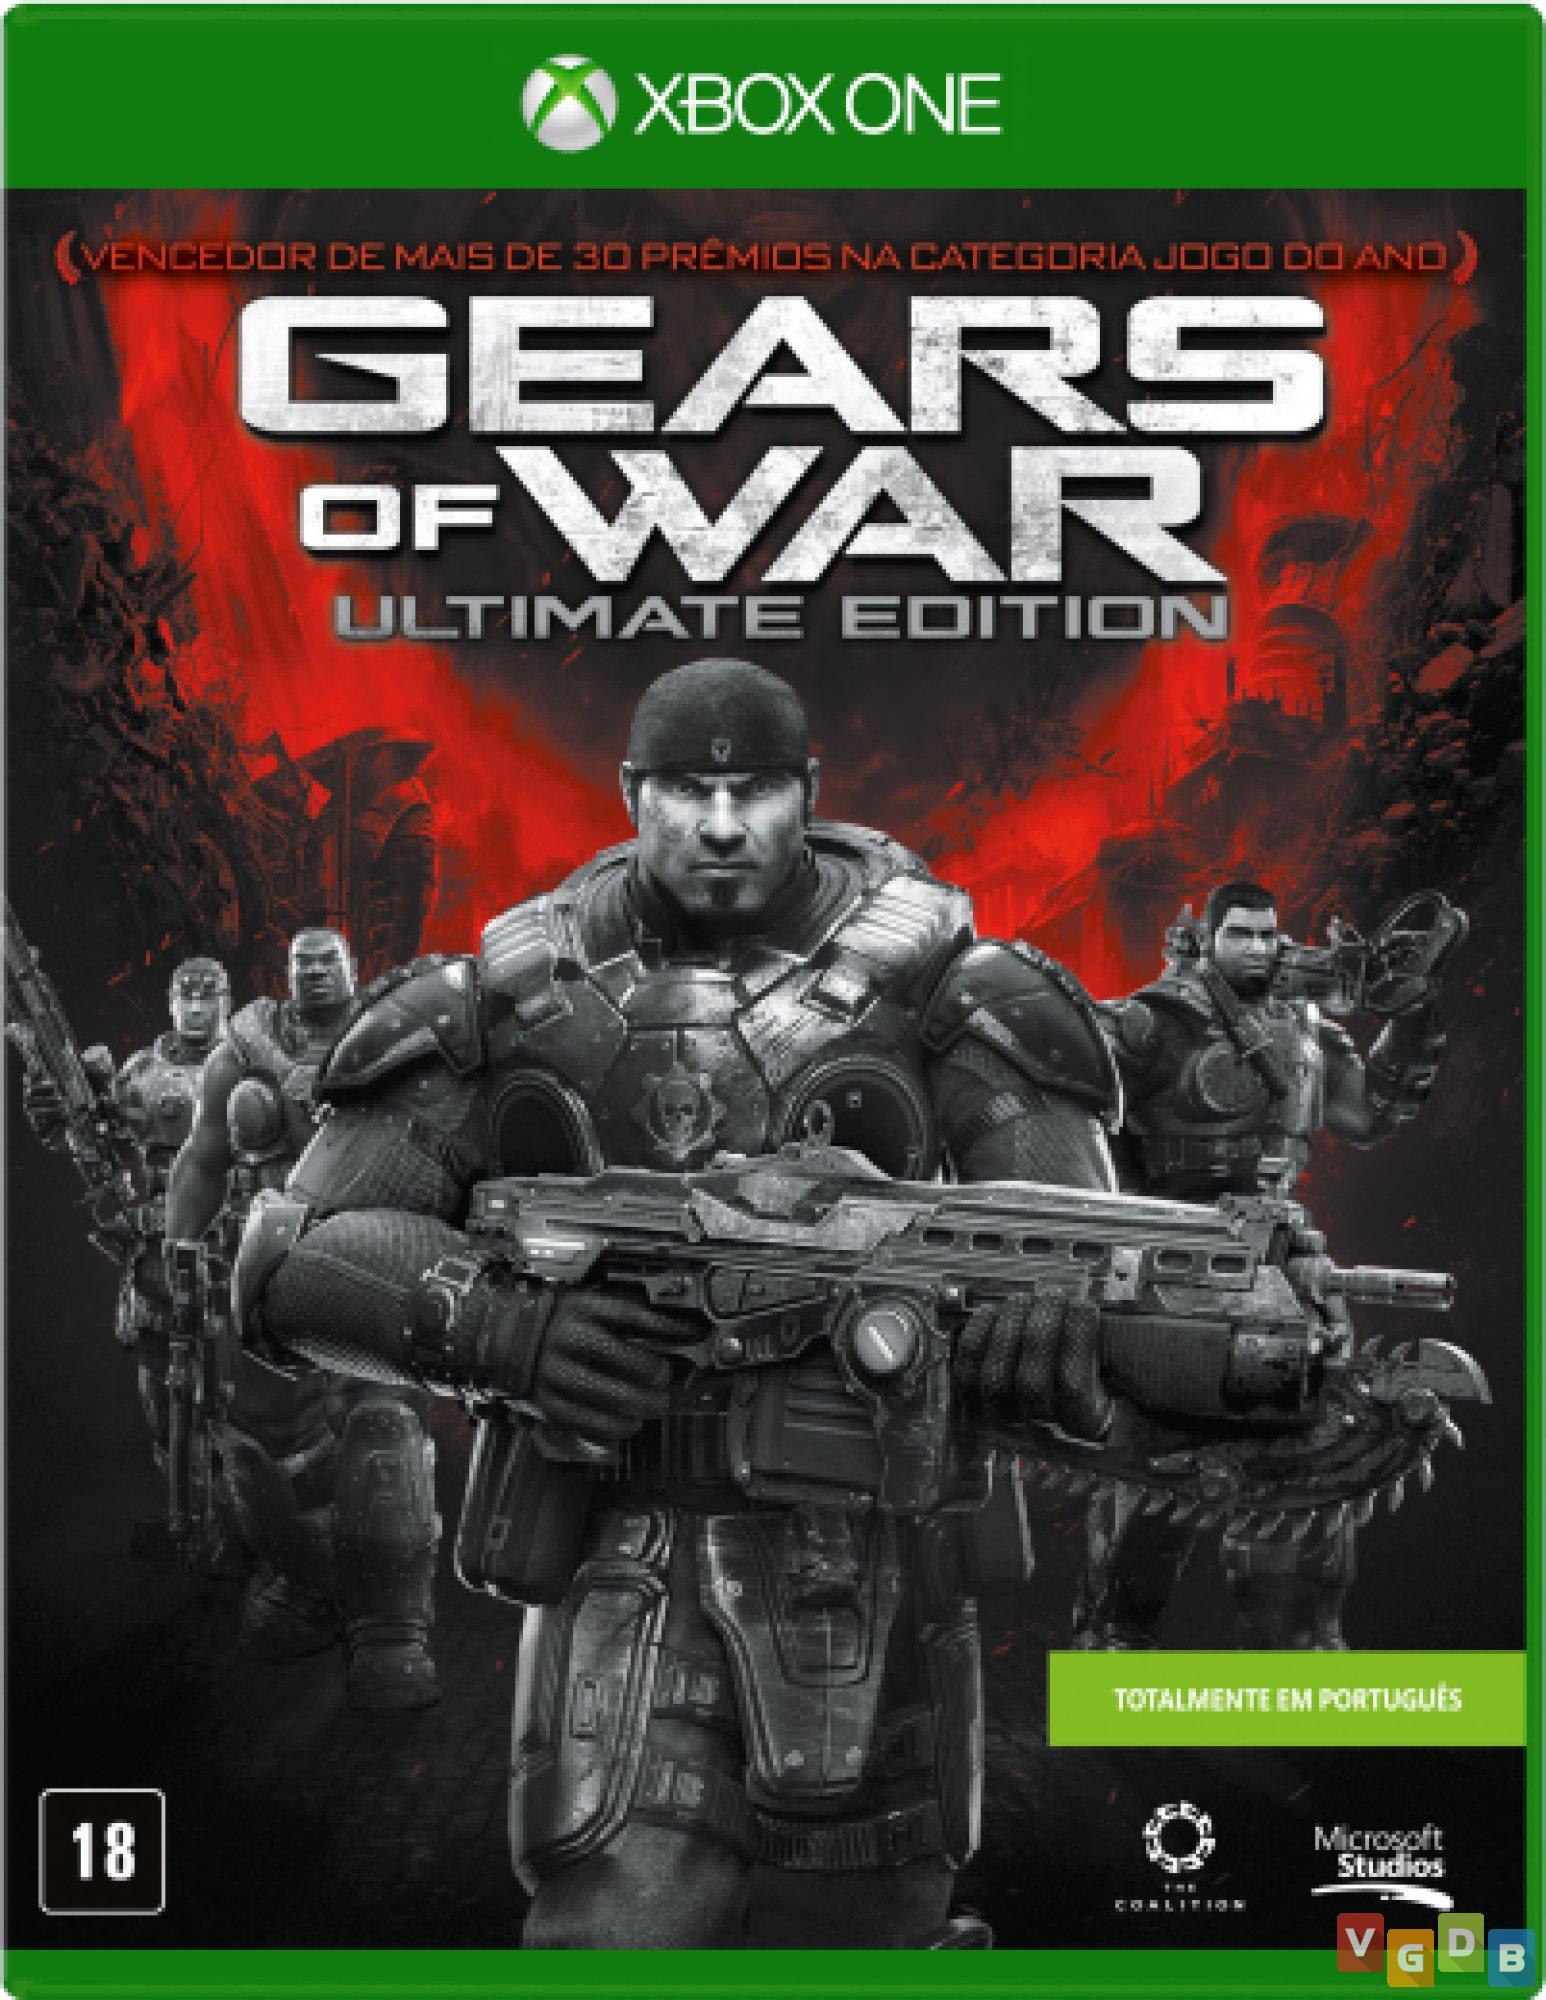 XBOX ONE
VENCEDOR DE MAIS DE 30 PRÊMIOS NA CATEGORIA JOGO DO ANO
GEARS
OF WAR
ULTIMATE EDITION
TOTALMENTE EM PORTUGUÊS
18
THE
COALITION
Microsoft
Studios
VGDB